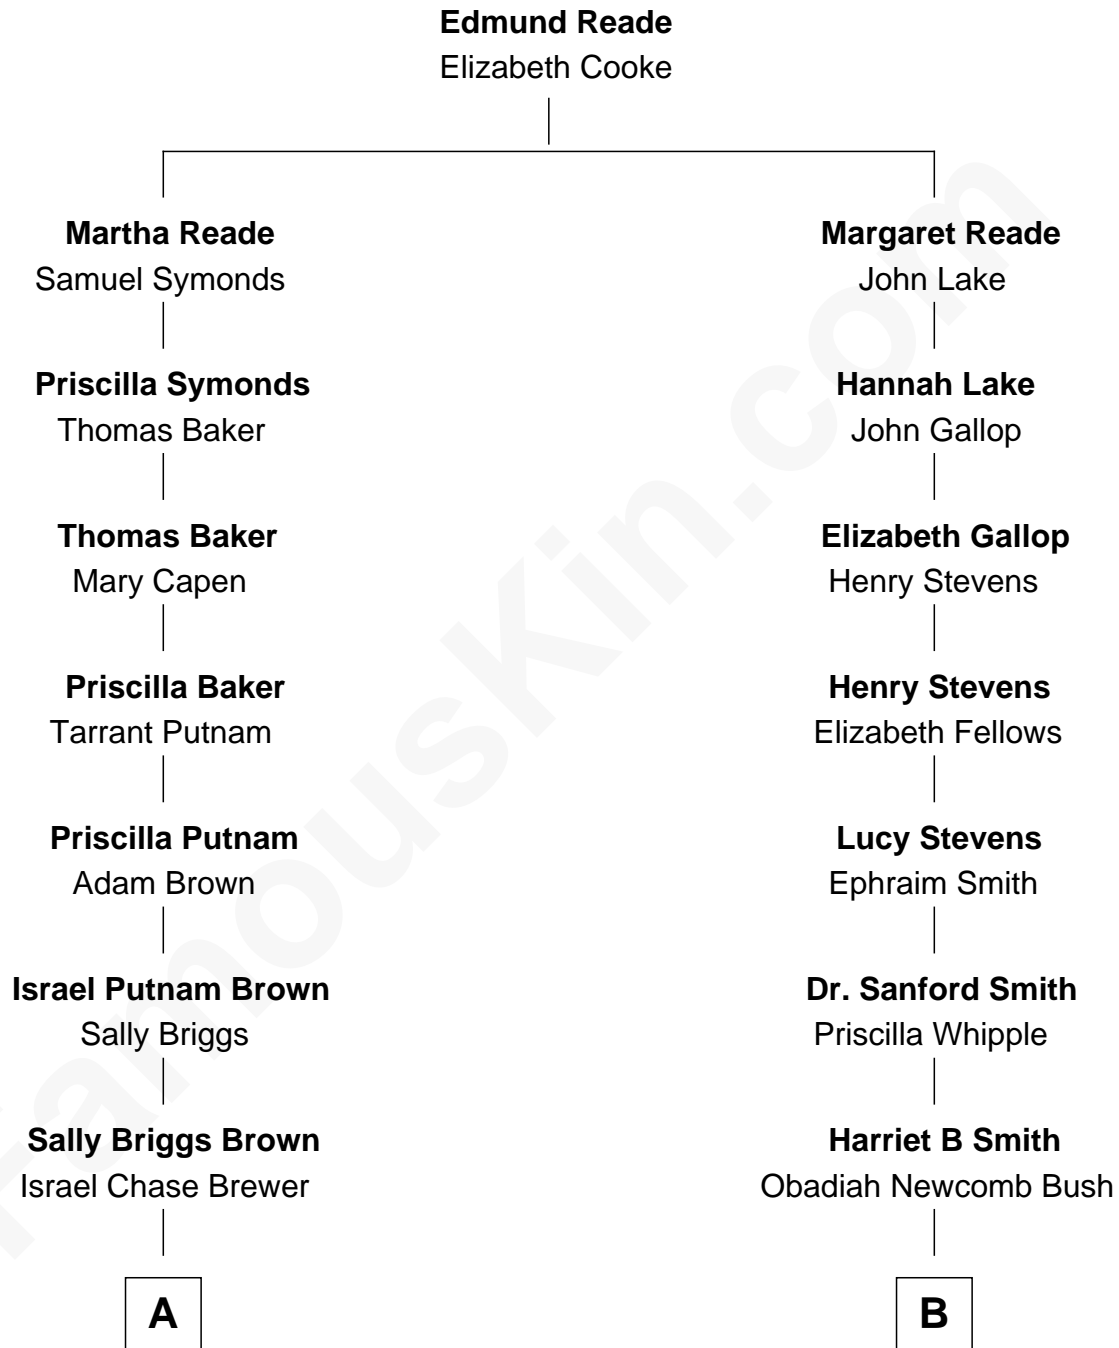 Edmund Reade
Elizabeth Cooke
Martha Reade
Samuel Symonds
Margaret Reade
John Lake
Priscilla Symonds
Thomas Baker
Hannah Lake
John Gallop
Thomas Baker
Mary Capen
Elizabeth Gallop
Henry Stevens
Priscilla Baker
Tarrant Putnam
Henry Stevens
Elizabeth Fellows
Priscilla Putnam
Adam Brown
Lucy Stevens
Ephraim Smith
Israel Putnam Brown
Sally Briggs
Dr. Sanford Smith
Priscilla Whipple
Sally Briggs Brown
Israel Chase Brewer
Harriet B Smith
Obadiah Newcomb Bush
A
B
FamousKin.com